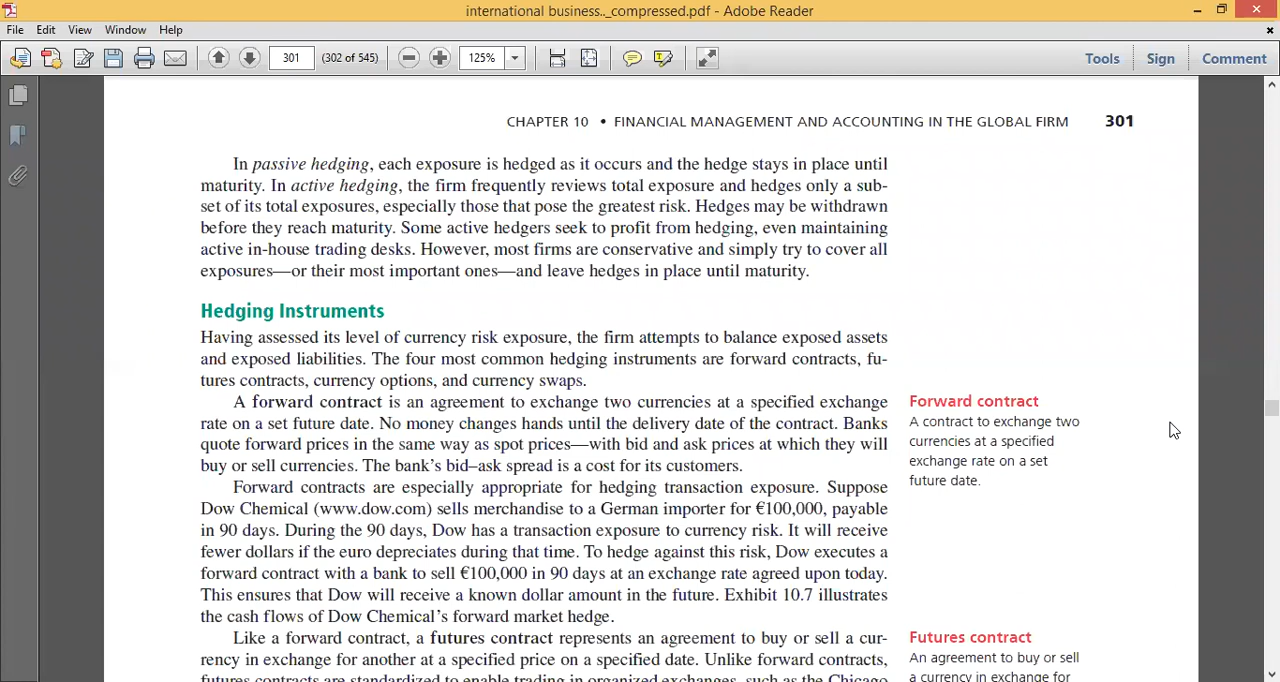 international business.._compressed.pdf - Adobe Reader
File Edit View Window Help
301 (302 of 545) 125% Tools Sign Comment
CHAPTER 10 • FINANCIAL MANAGEMENT AND ACCOUNTING IN THE GLOBAL FIRM 301
In passive hedging, each exposure is hedged as it occurs and the hedge stays in place until
maturity. In active hedging, the firm frequently reviews total exposure and hedges only a sub-
set of its total exposures, especially those that pose the greatest risk. Hedges may be withdrawn
before they reach maturity. Some active hedgers seek to profit from hedging, even maintaining
active in-house trading desks. However, most firms are conservative and simply try to cover all
exposures—or their most important ones—and leave hedges in place until maturity.
Hedging Instruments
Having assessed its level of currency risk exposure, the firm attempts to balance exposed assets
and exposed liabilities. The four most common hedging instruments are forward contracts, fu-
tures contracts, currency options, and currency swaps.
A forward contract is an agreement to exchange two currencies at a specified exchange
rate on a set future date. No money changes hands until the delivery date of the contract. Banks
quote forward prices in the same way as spot prices—with bid and ask prices at which they will
buy or sell currencies. The bank's bid–ask spread is a cost for its customers.
Forward contract
A contract to exchange two
currencies at a specified
exchange rate on a set
future date.
Forward contracts are especially appropriate for hedging transaction exposure. Suppose
Dow Chemical (www.dow.com) sells merchandise to a German importer for €100,000, payable
in 90 days. During the 90 days, Dow has a transaction exposure to currency risk. It will receive
fewer dollars if the euro depreciates during that time. To hedge against this risk, Dow executes a
forward contract with a bank to sell €100,000 in 90 days at an exchange rate agreed upon today.
This ensures that Dow will receive a known dollar amount in the future. Exhibit 10.7 illustrates
the cash flows of Dow Chemical's forward market hedge.
Like a forward contract, a futures contract represents an agreement to buy or sell a cur-
rency in exchange for another at a specified price on a specified date. Unlike forward contracts,
futures contracts are standardized to enable trading in organized exchanges, such as the Chicago
Futures contract
An agreement to buy or sell
a currency in exchange for